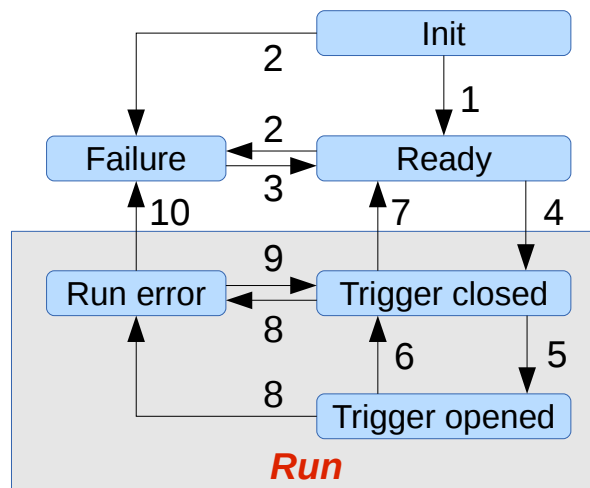 Init
2
1
Failure
2
3
Ready
10
7
4
Run error
9
8
Trigger closed
6
5
8
Trigger opened
Run